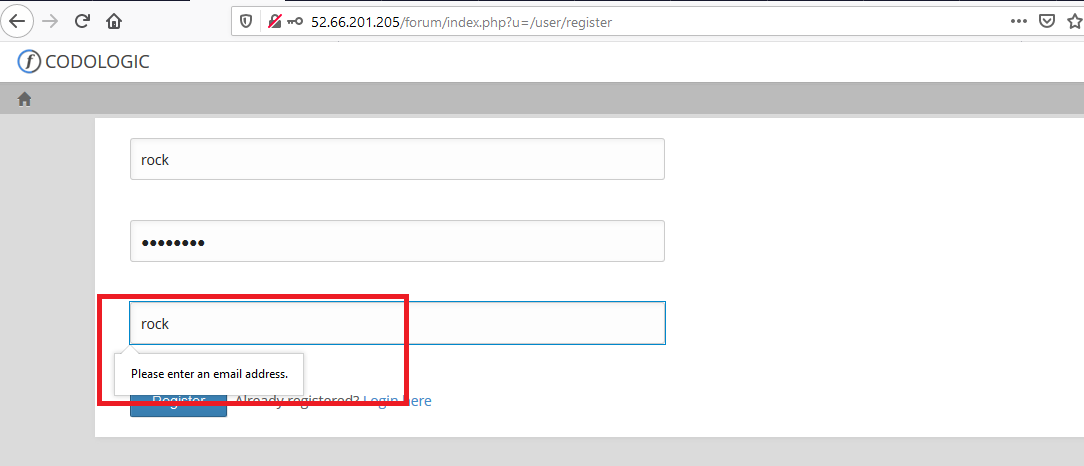 52.66.201.205/forum/index.php?u=/user/register
CODOLOGIC
rock
••••••••
rock
Please enter an email address.
Register Already registered? Login here